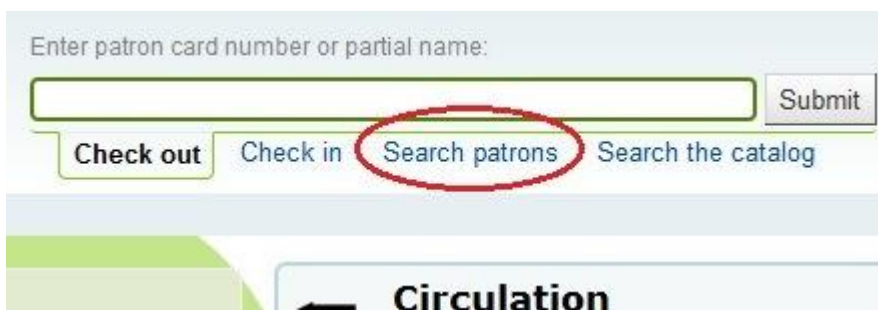 Enter patron card number or partial name:
Submit
Check out Check in Search patrons Search the catalog
Circulation